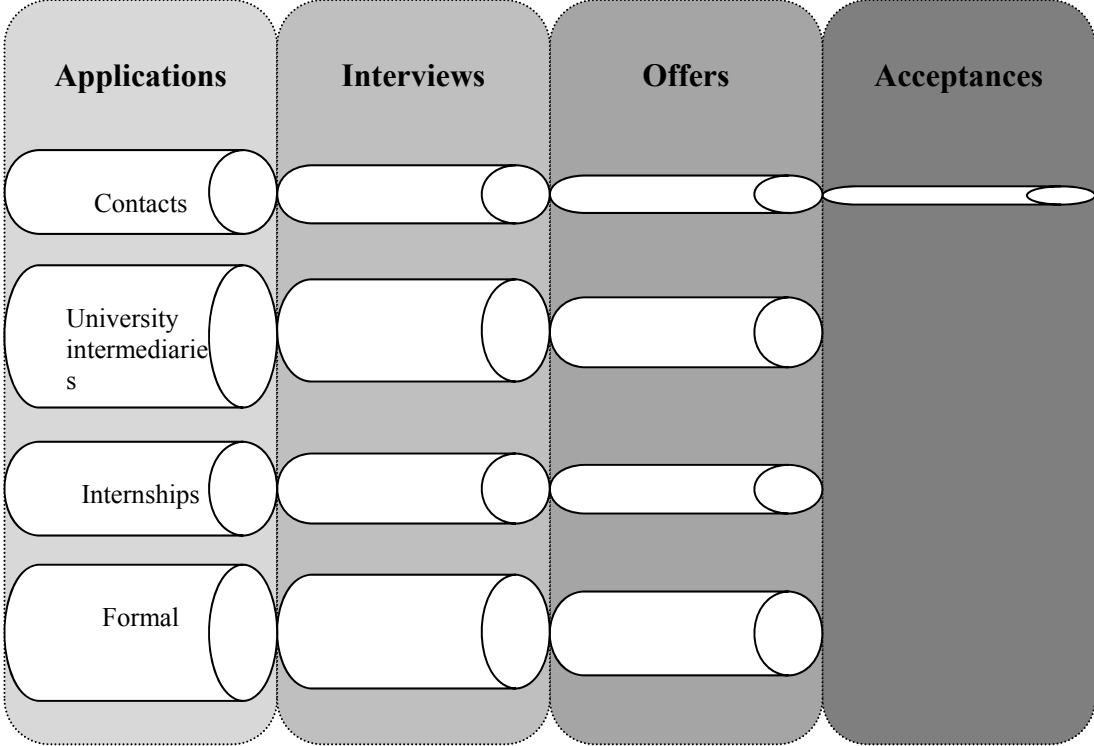 Applications
Interviews
Offers
Acceptances
Contacts
University
intermediarie
s
Internships
Formal